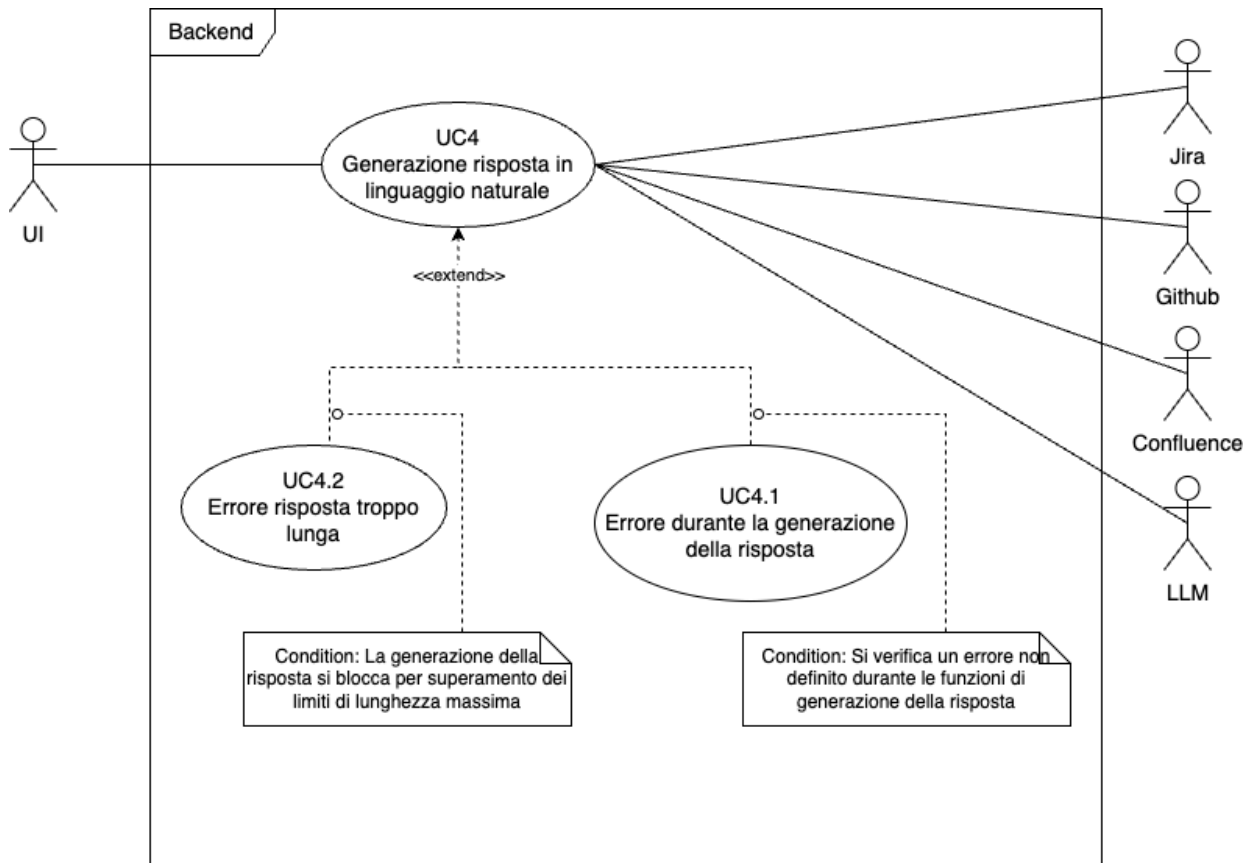 Backend
UC4
Generazione risposta in
linguaggio naturale
UI
Jira
Github
Confluence
LLM
<<extend>>
UC4.2
Errore risposta troppo
lunga
UC4.1
Errore durante la generazione
della risposta
Condition: La generazione della
risposta si blocca per superamento dei
limiti di lunghezza massima
Condition: Si verifica un errore non
definito durante le funzioni di
generazione della risposta